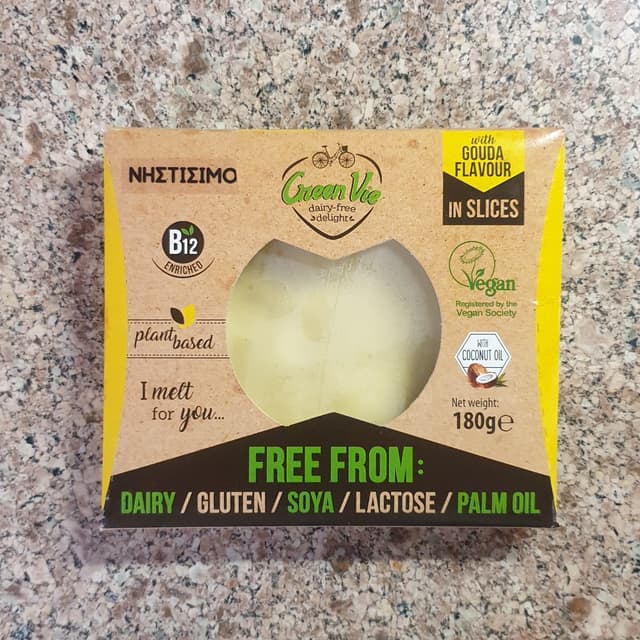 ΝΗΣΤΙΣΙΜΟ
Green Vie
dairy-free
delight
with
GOUDA
FLAVOUR
IN SLICES
B12
ENRICHED
Vegan
Registered by the
Vegan Society
plant based
WITH
COCONUT OIL
I melt
for you...
Net weight:
180g℮
FREE FROM:
DAIRY / GLUTEN / SOYA / LACTOSE / PALM OIL